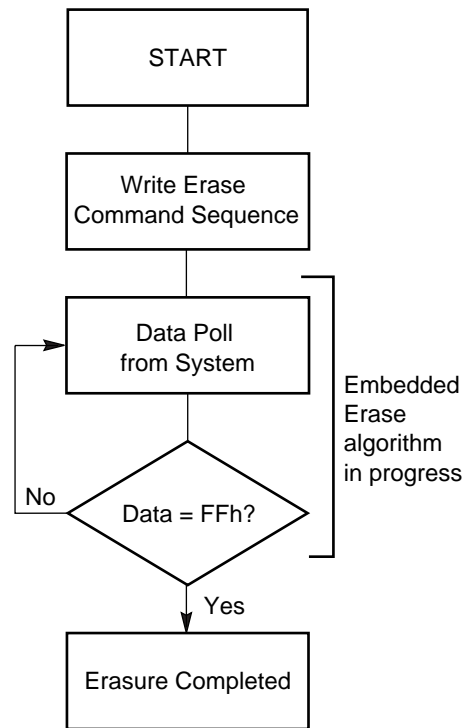 START
Write Erase
Command Sequence
Data Poll
from System
Embedded
Erase
algorithm
in progress
No
Data = FFh?
Yes
Erasure Completed